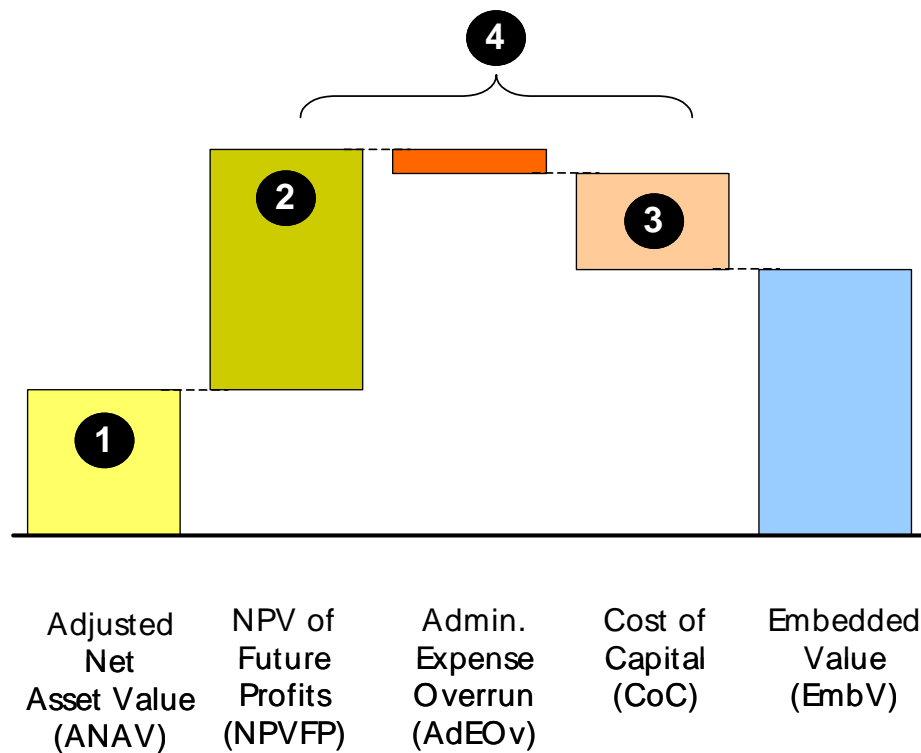 4
2
3
1
Adjusted
Net
Asset Value
(ANAV)
NPV of
Future
Profits
(NPVFP)
Admin.
Expense
Overrun
(AdEOv)
Cost of
Capital
(CoC)
Embedded
Value
(EmbV)